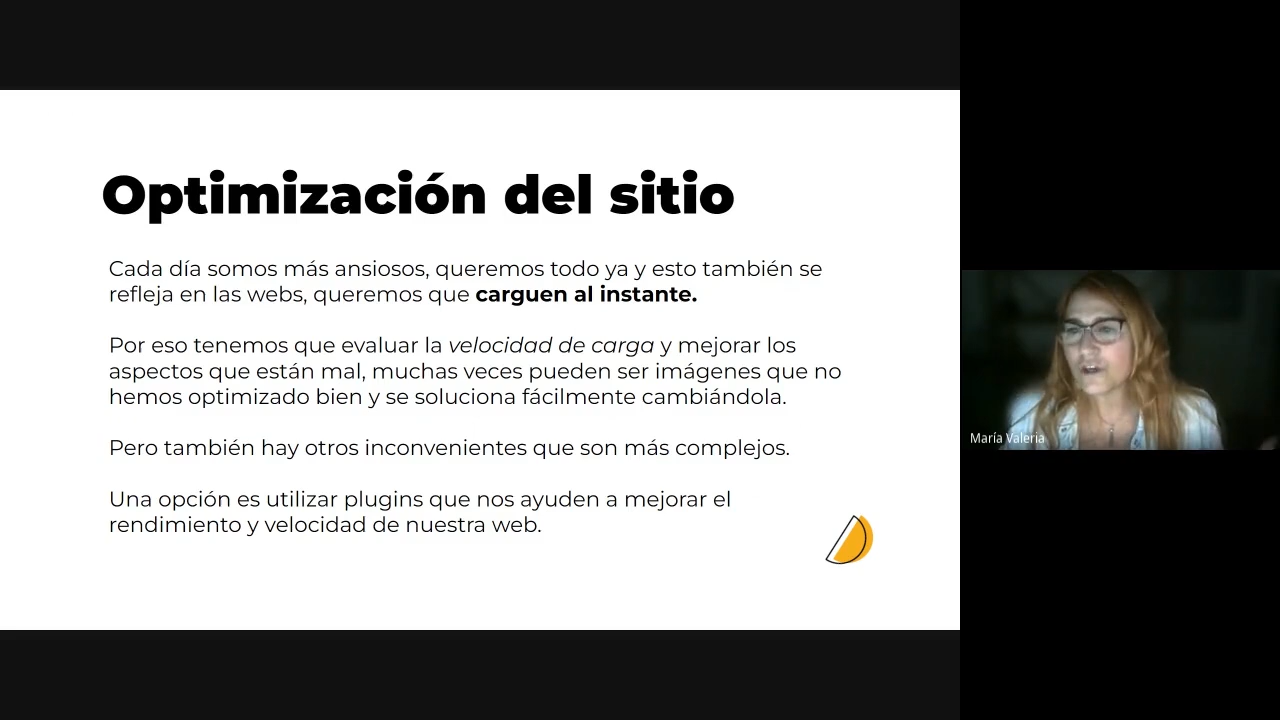 Optimización del sitio
Cada día somos más ansiosos, queremos todo ya y esto también se
refleja en las webs, queremos que carguen al instante.
Por eso tenemos que evaluar la velocidad de carga y mejorar los
aspectos que están mal, muchas veces pueden ser imágenes que no
hemos optimizado bien y se soluciona fácilmente cambiándola.
Pero también hay otros inconvenientes que son más complejos.
Una opción es utilizar plugins que nos ayuden a mejorar el
rendimiento y velocidad de nuestra web.
María Valeria